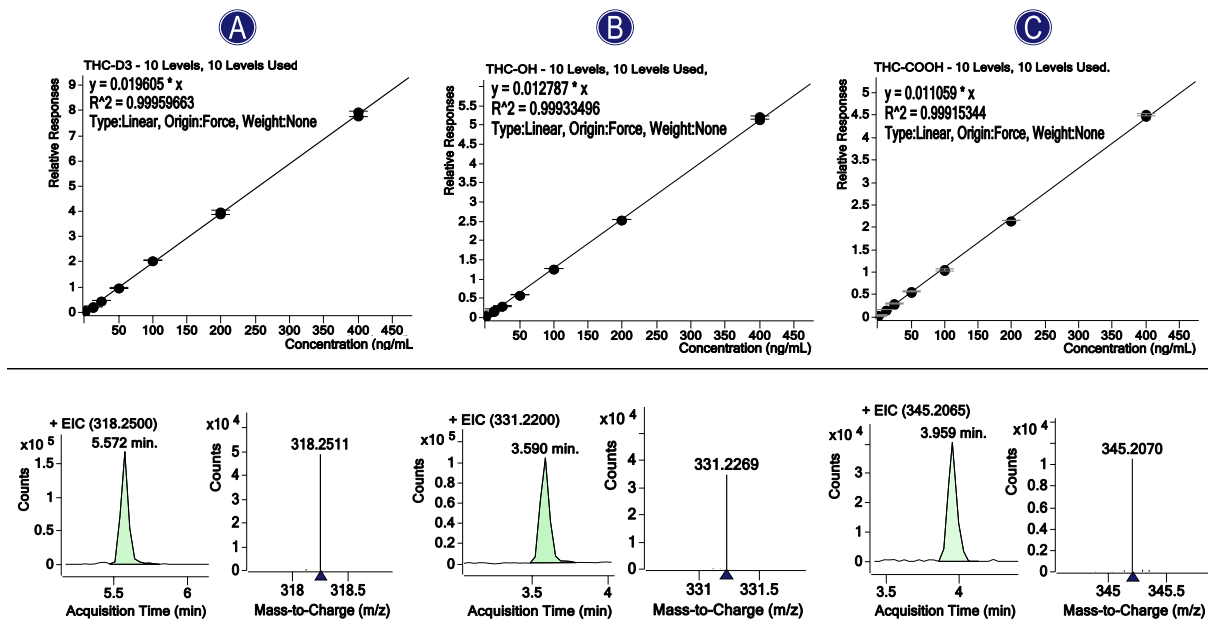 A
THC-D3 - 10 Levels, 10 Levels Used
y = 0.019605 * x
R^2 = 0.99959663
Type:Linear, Origin:Force, Weight:None
Relative Responses
9
8
7
6
5
4
3
2
1
0
50 100 150 200 250 300 350 400 450
Concentration (ng/mL)
B
THC-OH - 10 Levels, 10 Levels Used,
y = 0.012787 * x
R^2 = 0.99933496
Type:Linear, Origin:Force, Weight:None
Relative Responses
5.5
5
4.5
4
3.5
3
2.5
2
1.5
1
0.5
0
50 100 150 200 250 300 350 400 450
Concentration (ng/mL)
C
THC-COOH - 10 Levels, 10 Levels Used.
y = 0.011059 * x
R^2 = 0.99915344
Type:Linear, Origin:Force, Weight:None
Relative Responses
5
4.5
4
3.5
3
2.5
2
1.5
1
0.5
0
50 100 150 200 250 300 350 400 450
Concentration (ng/mL)
+ EIC (318.2500)
x10 5
5.572 min.
Counts
1.5
1
0.5
0
5.5 6
Acquisition Time (min)
x10 4
318.2511
Counts
6
5
4
3
2
1
0
318 318.5
Mass-to-Charge (m/z)
+ EIC (331.2200)
x10 5
3.590 min.
Counts
1
0.8
0.6
0.4
0.2
0
3.5 4
Acquisition Time (min)
x10 4
331.2269
Counts
4
3
2
1
0
331 331.5
Mass-to-Charge (m/z)
+ EIC (345.2065)
x10 4
3.959 min.
Counts
4
3
2
1
0
3.5 4
Acquisition Time (min)
x10 4
345.2070
Counts
1
0.8
0.6
0.4
0.2
0
345 345.5
Mass-to-Charge (m/z)